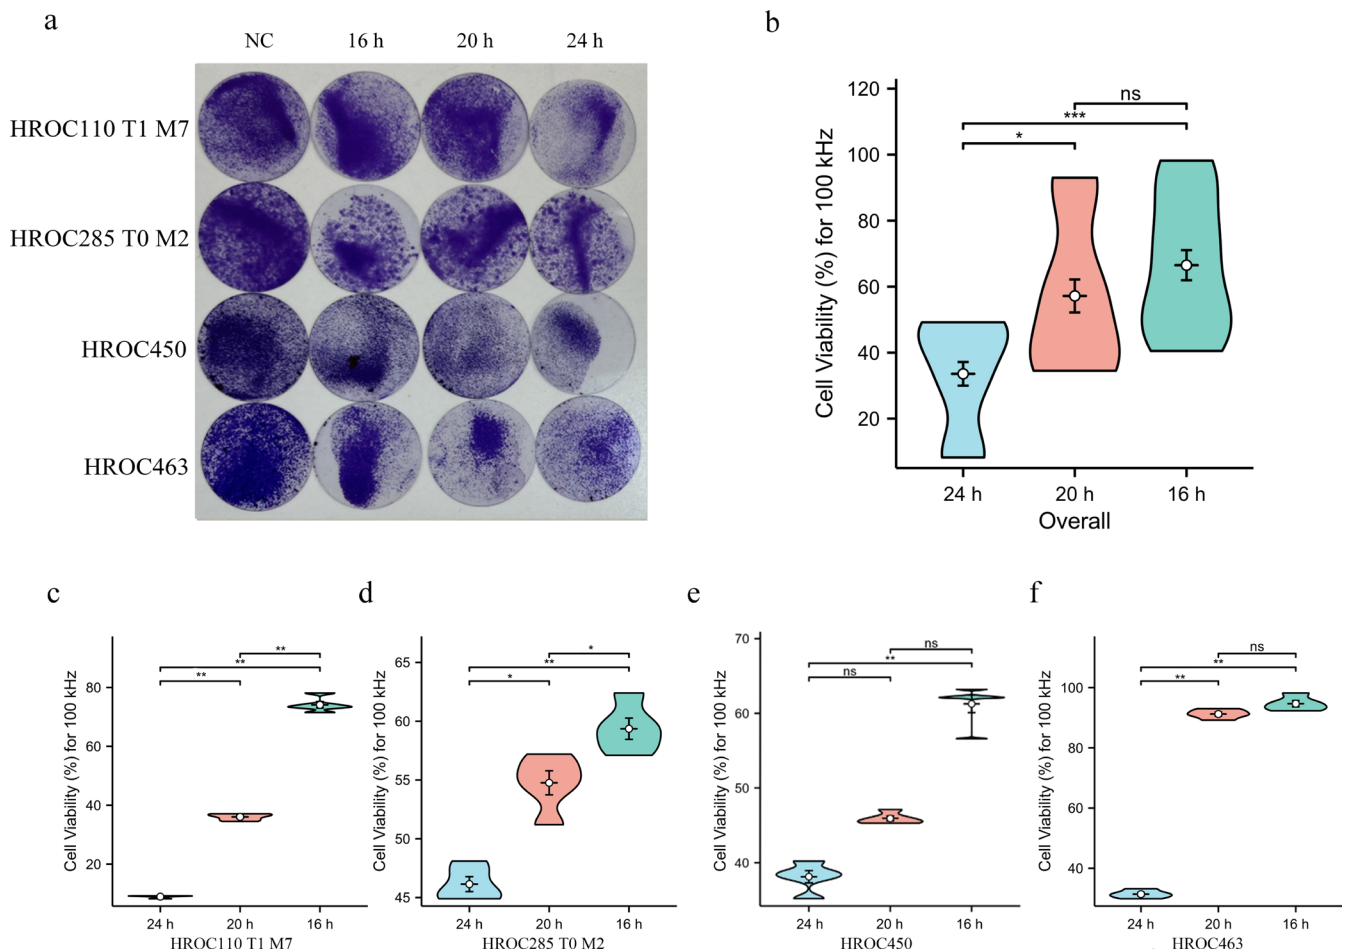 a
NC 16 h 20 h 24 h
HROC110 T1 M7
HROC285 T0 M2
HROC450
HROC463
b
Cell Viability (%) for 100 kHz
120
100
80
60
40
20
ns
***
*
24 h 20 h 16 h
Overall
c
Cell Viability (%) for 100 kHz
80
60
40
20
**
**
**
24 h 20 h 16 h
HROC110 T1 M7
d
Cell Viability (%) for 100 kHz
65
60
55
50
45
*
**
*
24 h 20 h 16 h
HROC285 T0 M2
e
Cell Viability (%) for 100 kHz
70
60
50
40
ns
**
ns
24 h 20 h 16 h
HROC450
f
Cell Viability (%) for 100 kHz
100
80
60
40
ns
**
**
24 h 20 h 16 h
HROC463